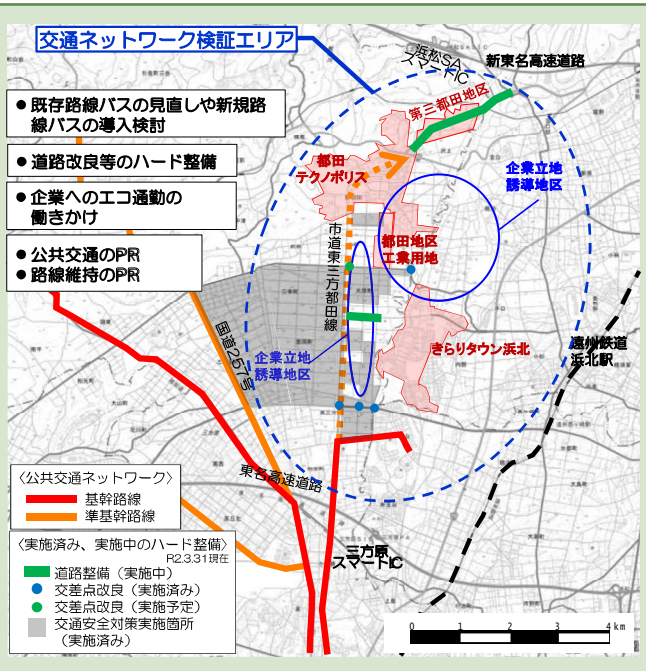 交通ネットワーク検証エリア
浜松SA
スマートIC
新東名高速道路
●既存路線バスの見直しや新規路
線バスの導入検討
●道路改良等のハード整備
●企業へのエコ通勤の
働きかけ
●公共交通のPR
●路線維持のPR
第三都田地区
都田
テクノポリス
企業立地
誘導地区
都田地区
工業用地
市道東三方都田線
国道257号
企業立地
誘導地区
きらりタウン浜北
遠州鉄道
浜北駅
東名高速道路
三方原
スマートIC
〈公共交通ネットワーク〉
基幹路線
準基幹路線
〈実施済み、実施中のハード整備〉
R2.3.31現在
道路整備（実施中）
交差点改良（実施済み）
交差点改良（実施予定）
交通安全対策実施箇所
（実施済み）
0 1 2 3 4km